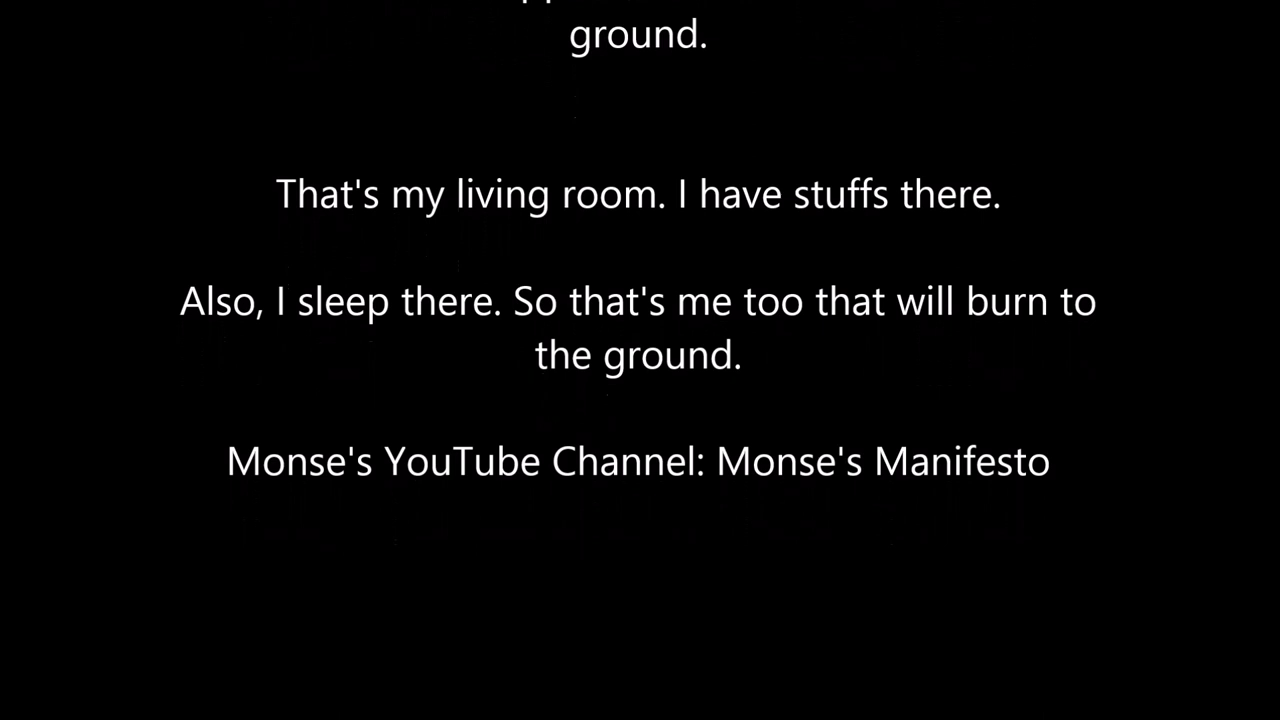 ground.
That's my living room. I have stuffs there.
Also, I sleep there. So that's me too that will burn to
the ground.
Monse's YouTube Channel: Monse's Manifesto